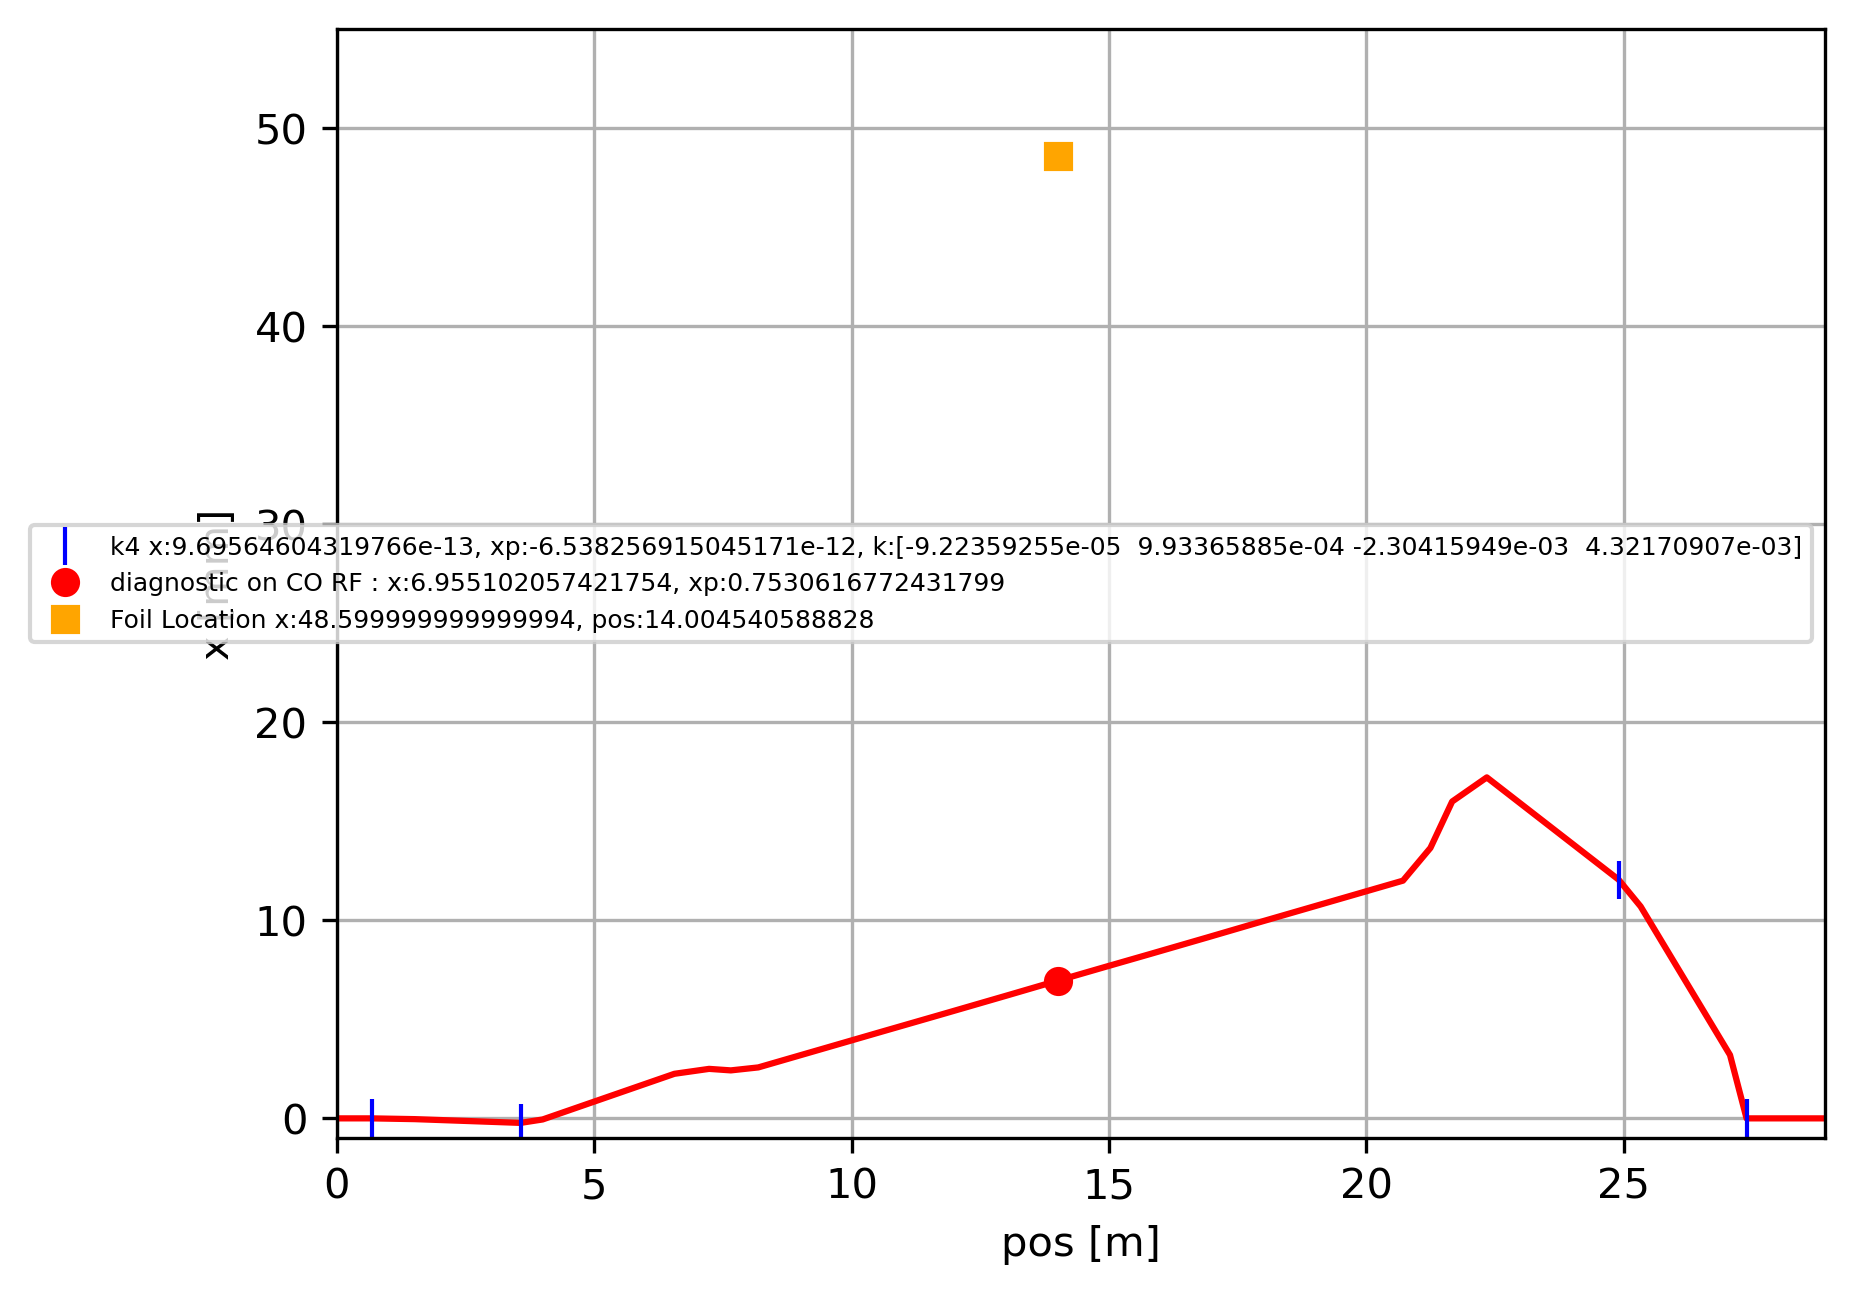 50
40
30
k4 x:9.69564604319766e-13, xp:-6.538256915045171e-12, k:[-9.22359255e-05  9.93365885e-04 -2.30415949e-03  4.32170907e-03]
diagnostic on CO RF : x:6.955102057421754, xp:0.7530616772431799
Foil Location x:48.599999999999994, pos:14.004540588828
x [mm]
20
10
0
0 5 10 15 20 25
pos [m]